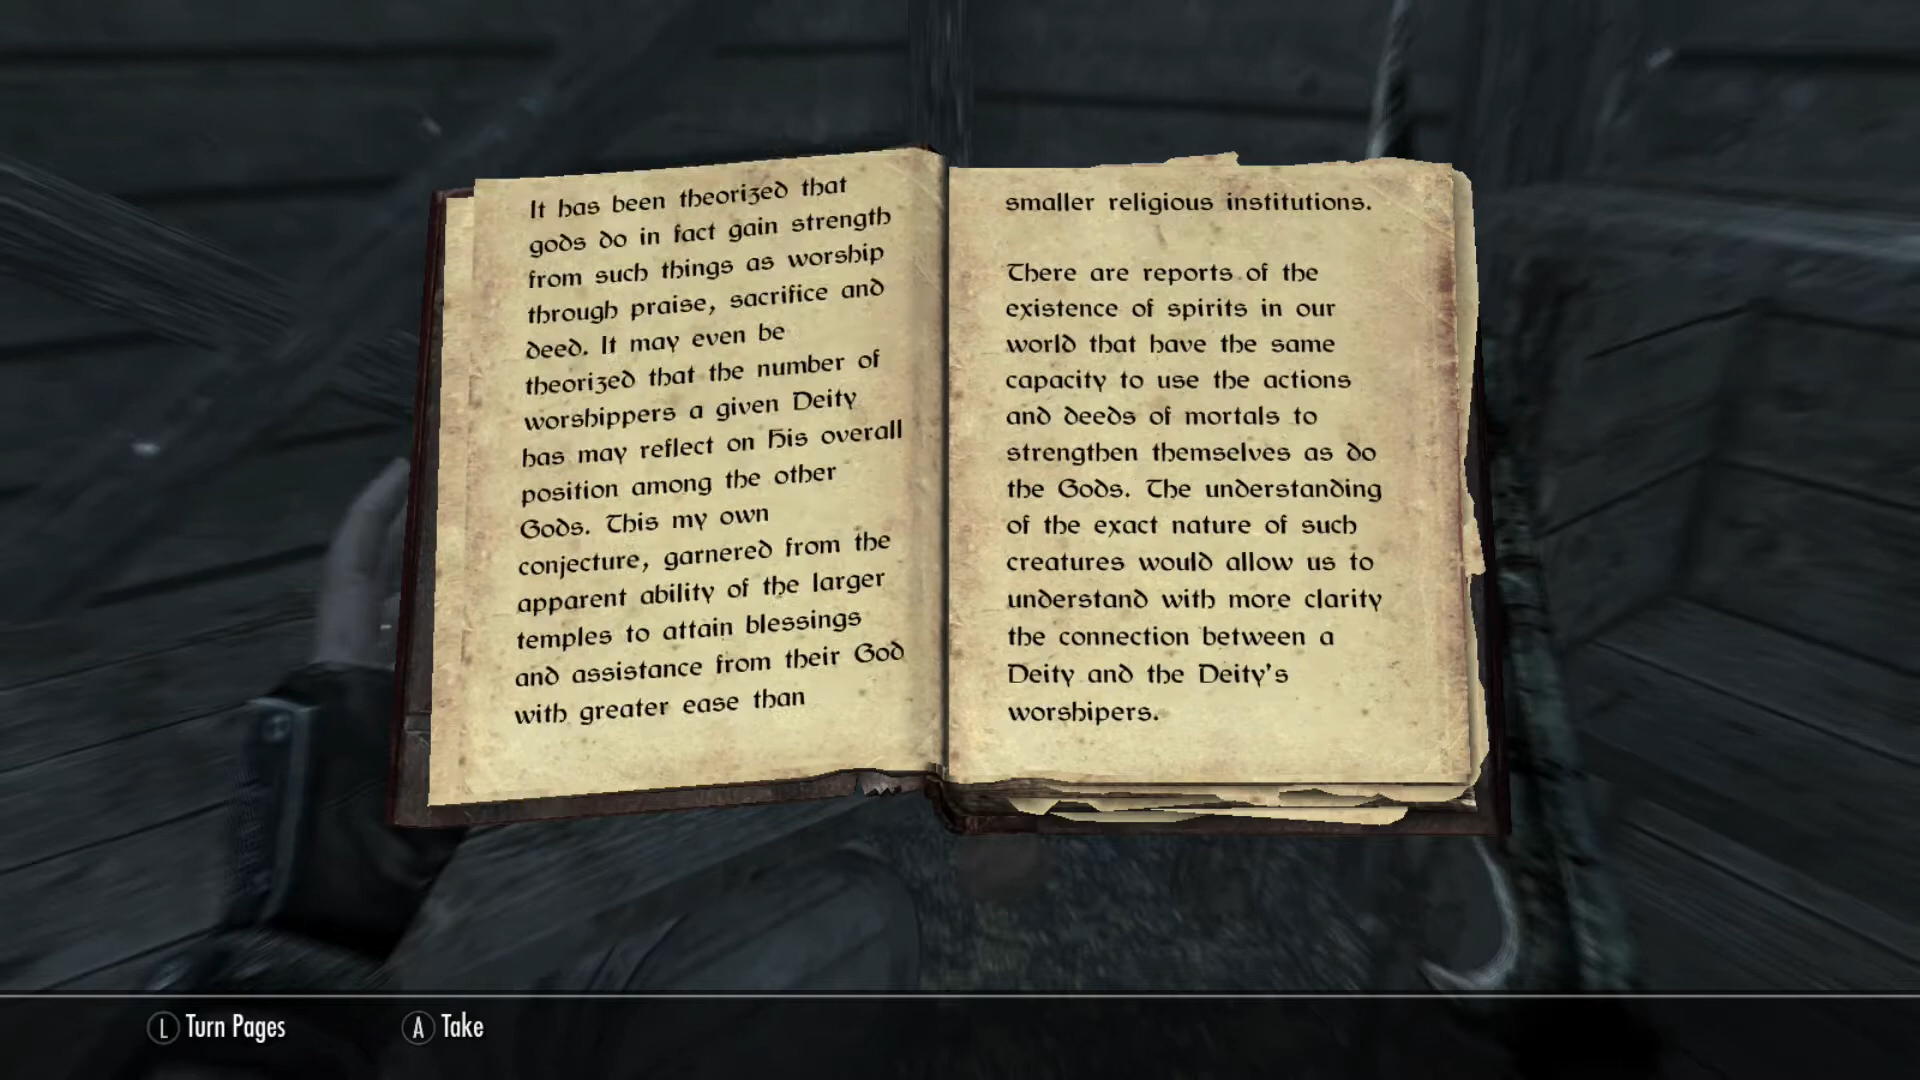 It has been theorized that
gods do in fact gain strength
from such things as worship
through praise, sacrifice and
deed. It may even be
theorized that the number of
worshippers a given Deity
has may reflect on His overall
position among the other
Gods. This my own
conjecture, garnered from the
apparent ability of the larger
temples to attain blessings
and assistance from their God
with greater ease than
smaller religious institutions.
There are reports of the
existence of spirits in our
world that have the same
capacity to use the actions
and deeds of mortals to
strengthen themselves as do
the Gods. The understanding
of the exact nature of such
creatures would allow us to
understand with more clarity
the connection between a
Deity and the Deity's
worshipers.
L Turn Pages
A Take